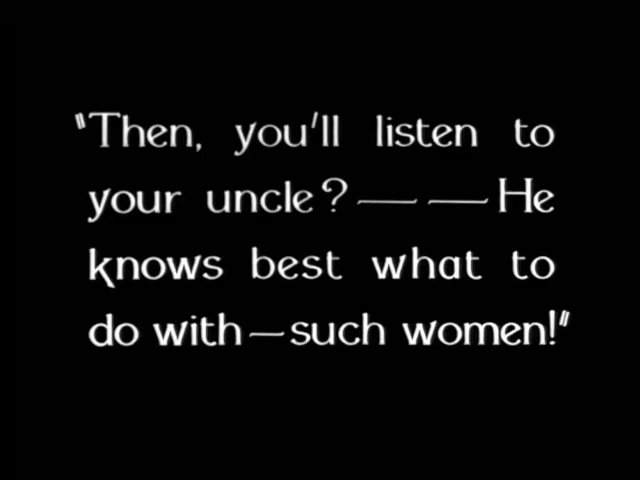 "Then, you'll listen to
your uncle? — — He
knows best what to
do with—such women!"